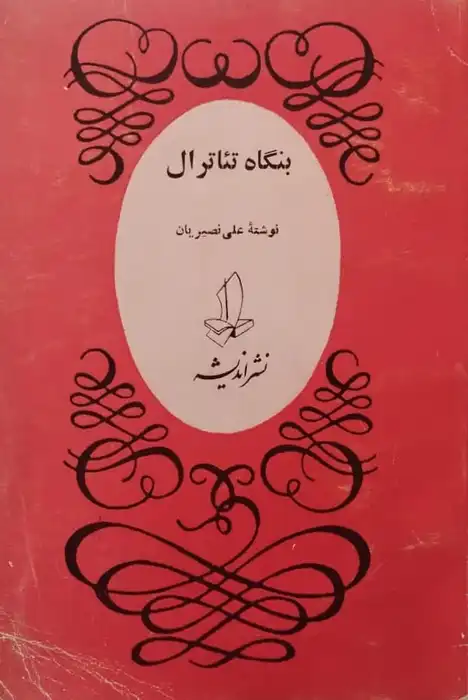 بنگاه تئاترال
نوشتهٔ علی نصیریان
نشر اندیشه